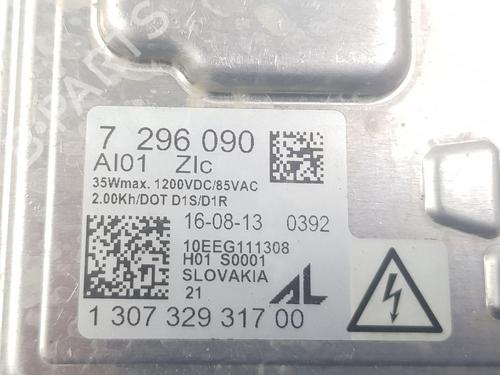 7 296 090
AI01 ZIc
35Wmax. 1200VDC/85VAC
2.00Kh/DOT D1S/D1R
16-08-13 0392
10EEG111308
H01 S0001
SLOVAKIA
21
AL
1 307 329 317 00